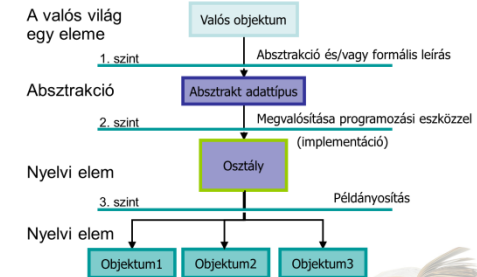 A valós világ
egy eleme
Valós objektum
1. szint
Absztrakció és/vagy formális leírás
Absztrakció
Absztrakt adattípus
2. szint
Megvalósítása programozási eszközzel
(implementáció)
Osztály
Nyelvi elem
3. szint
Példányosítás
Nyelvi elem
Objektum1
Objektum2
Objektum3